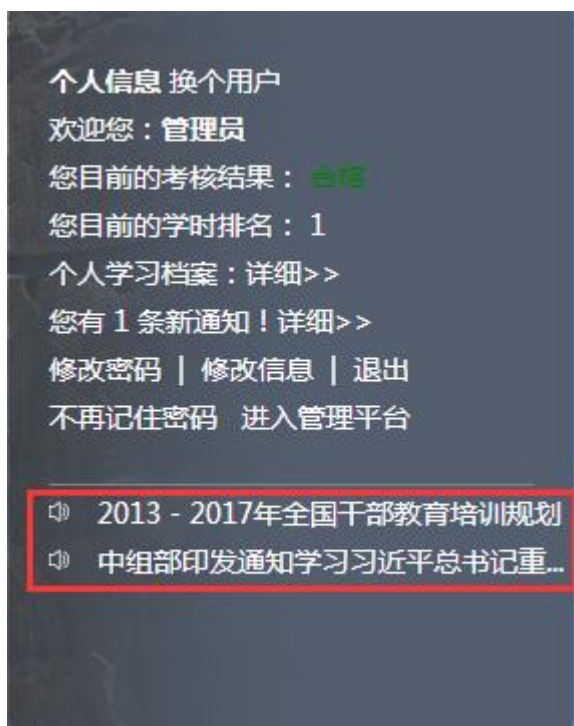 个人信息 换个用户
欢迎您：管理员
您目前的考核结果： 合格
您目前的学时排名：1
个人学习档案：详细>>
您有 1 条新通知！详细>>
修改密码 | 修改信息 | 退出
不再记住密码 进入管理平台
2013 - 2017年全国干部教育培训规划
中组部印发通知学习习近平总书记重...